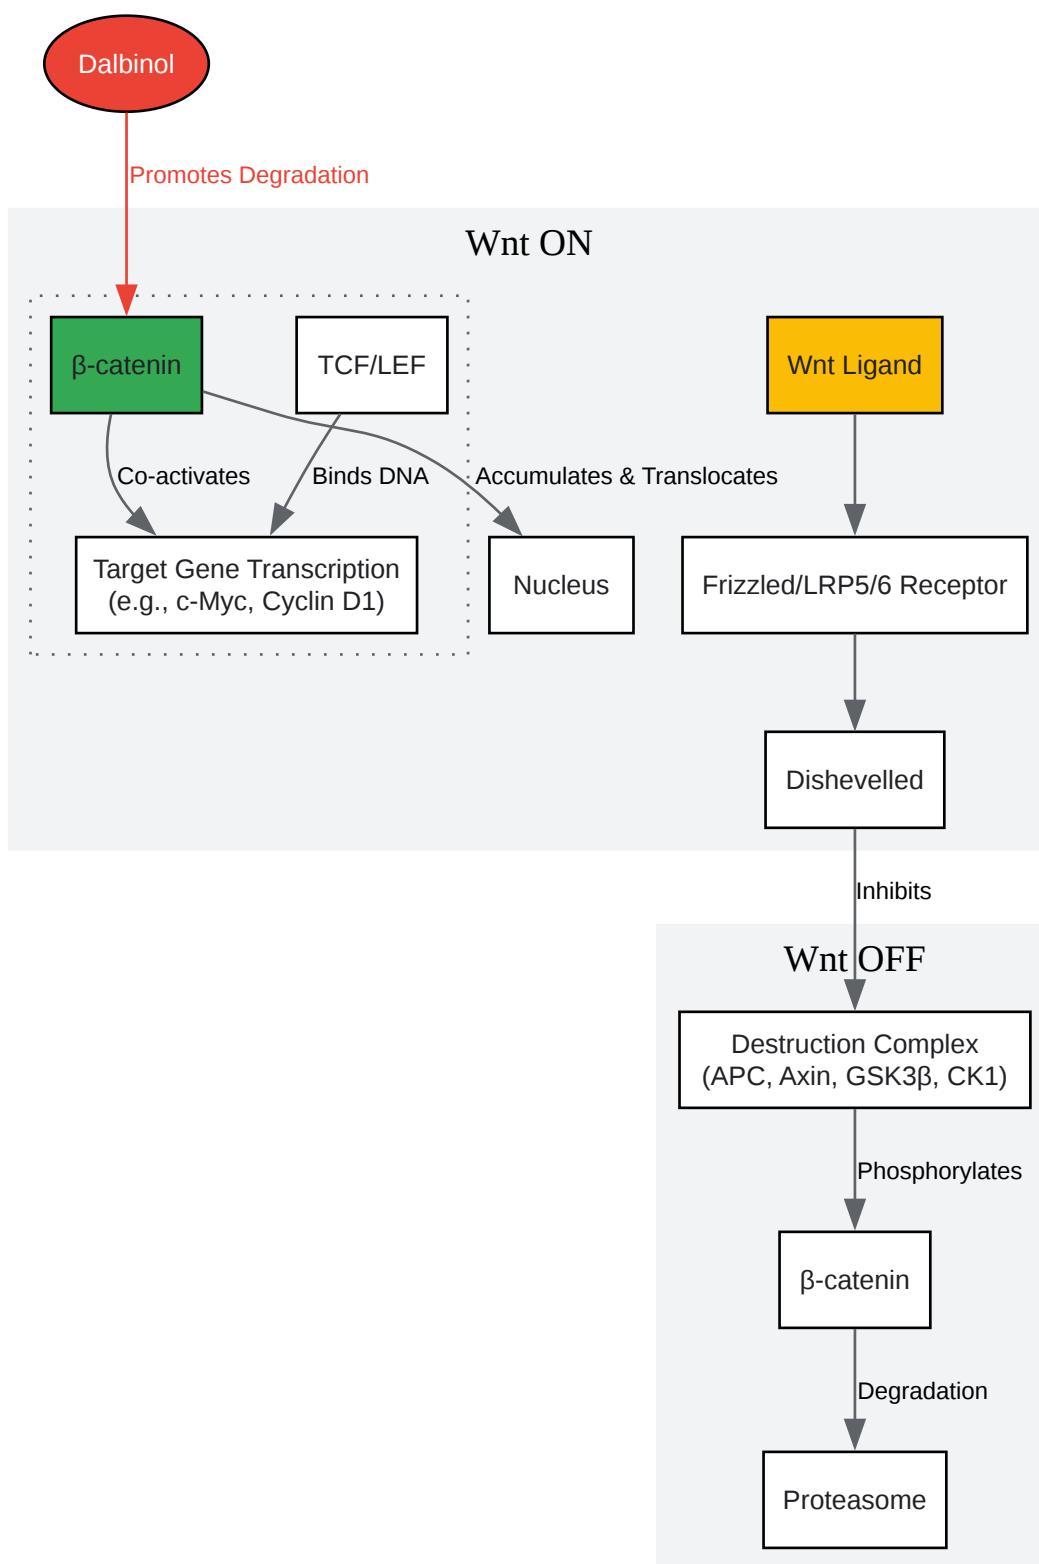 Dalbinol
Promotes Degradation
Wnt ON
β-catenin
TCF/LEF
Wnt Ligand
Co-activates
Binds DNA
Accumulates & Translocates
Target Gene Transcription
(e.g., c-Myc, Cyclin D1)
Nucleus
Frizzled/LRP5/6 Receptor
Dishevelled
Inhibits
Wnt OFF
Destruction Complex
(APC, Axin, GSK3β, CK1)
Phosphorylates
β-catenin
Degradation
Proteasome